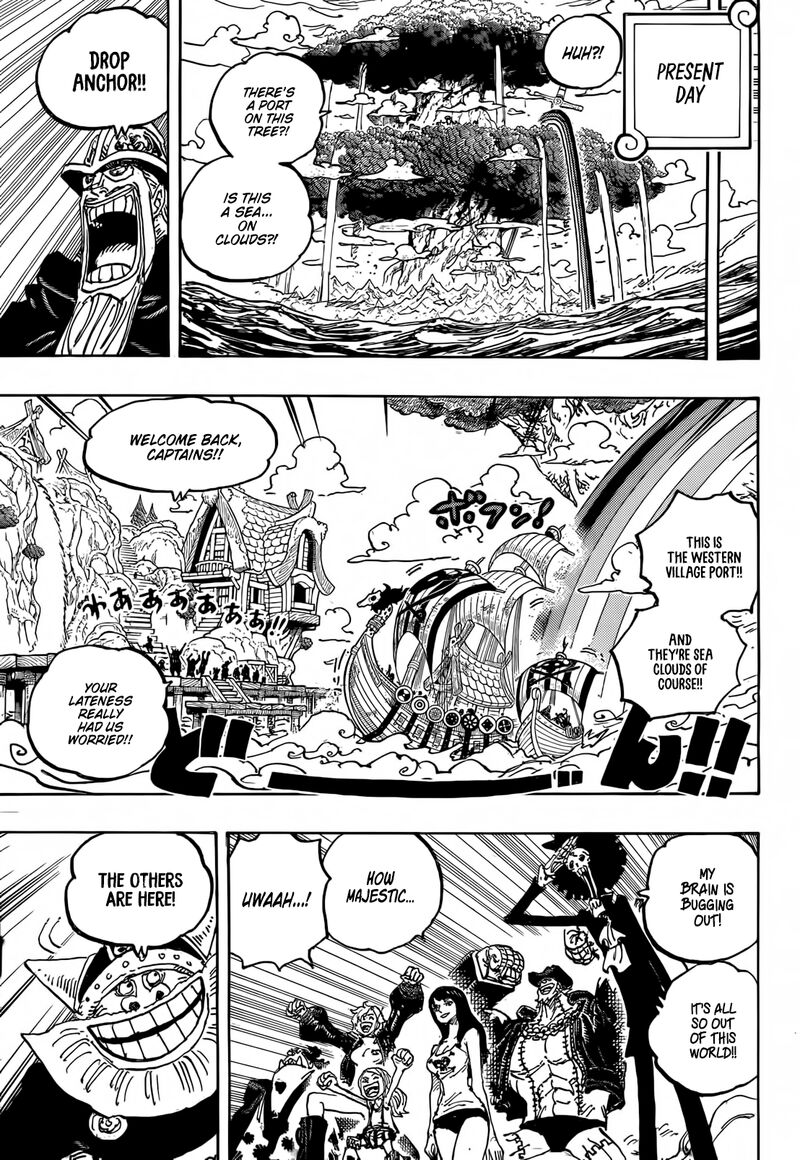 PRESENT
DAY
HUH?!
THERE'S
A PORT
ON THIS
TREE?!
IS THIS
A SEA...
ON
CLOUDS?!
DROP
ANCHOR!!
THIS IS
THE WESTERN
VILLAGE PORT!!
AND
THEY'RE SEA
CLOUDS OF
COURSE!!
ボフン!
WELCOME BACK,
CAPTAINS!!
わああああああ!!
YOUR
LATENESS
REALLY
HAD US
WORRIED!!
どーん!!
MY
BRAIN IS
BUGGING
OUT!
IT'S ALL
SO OUT
OF THIS
WORLD!!
HOW
MAJESTIC...
UWAAH...!
THE OTHERS
ARE HERE!